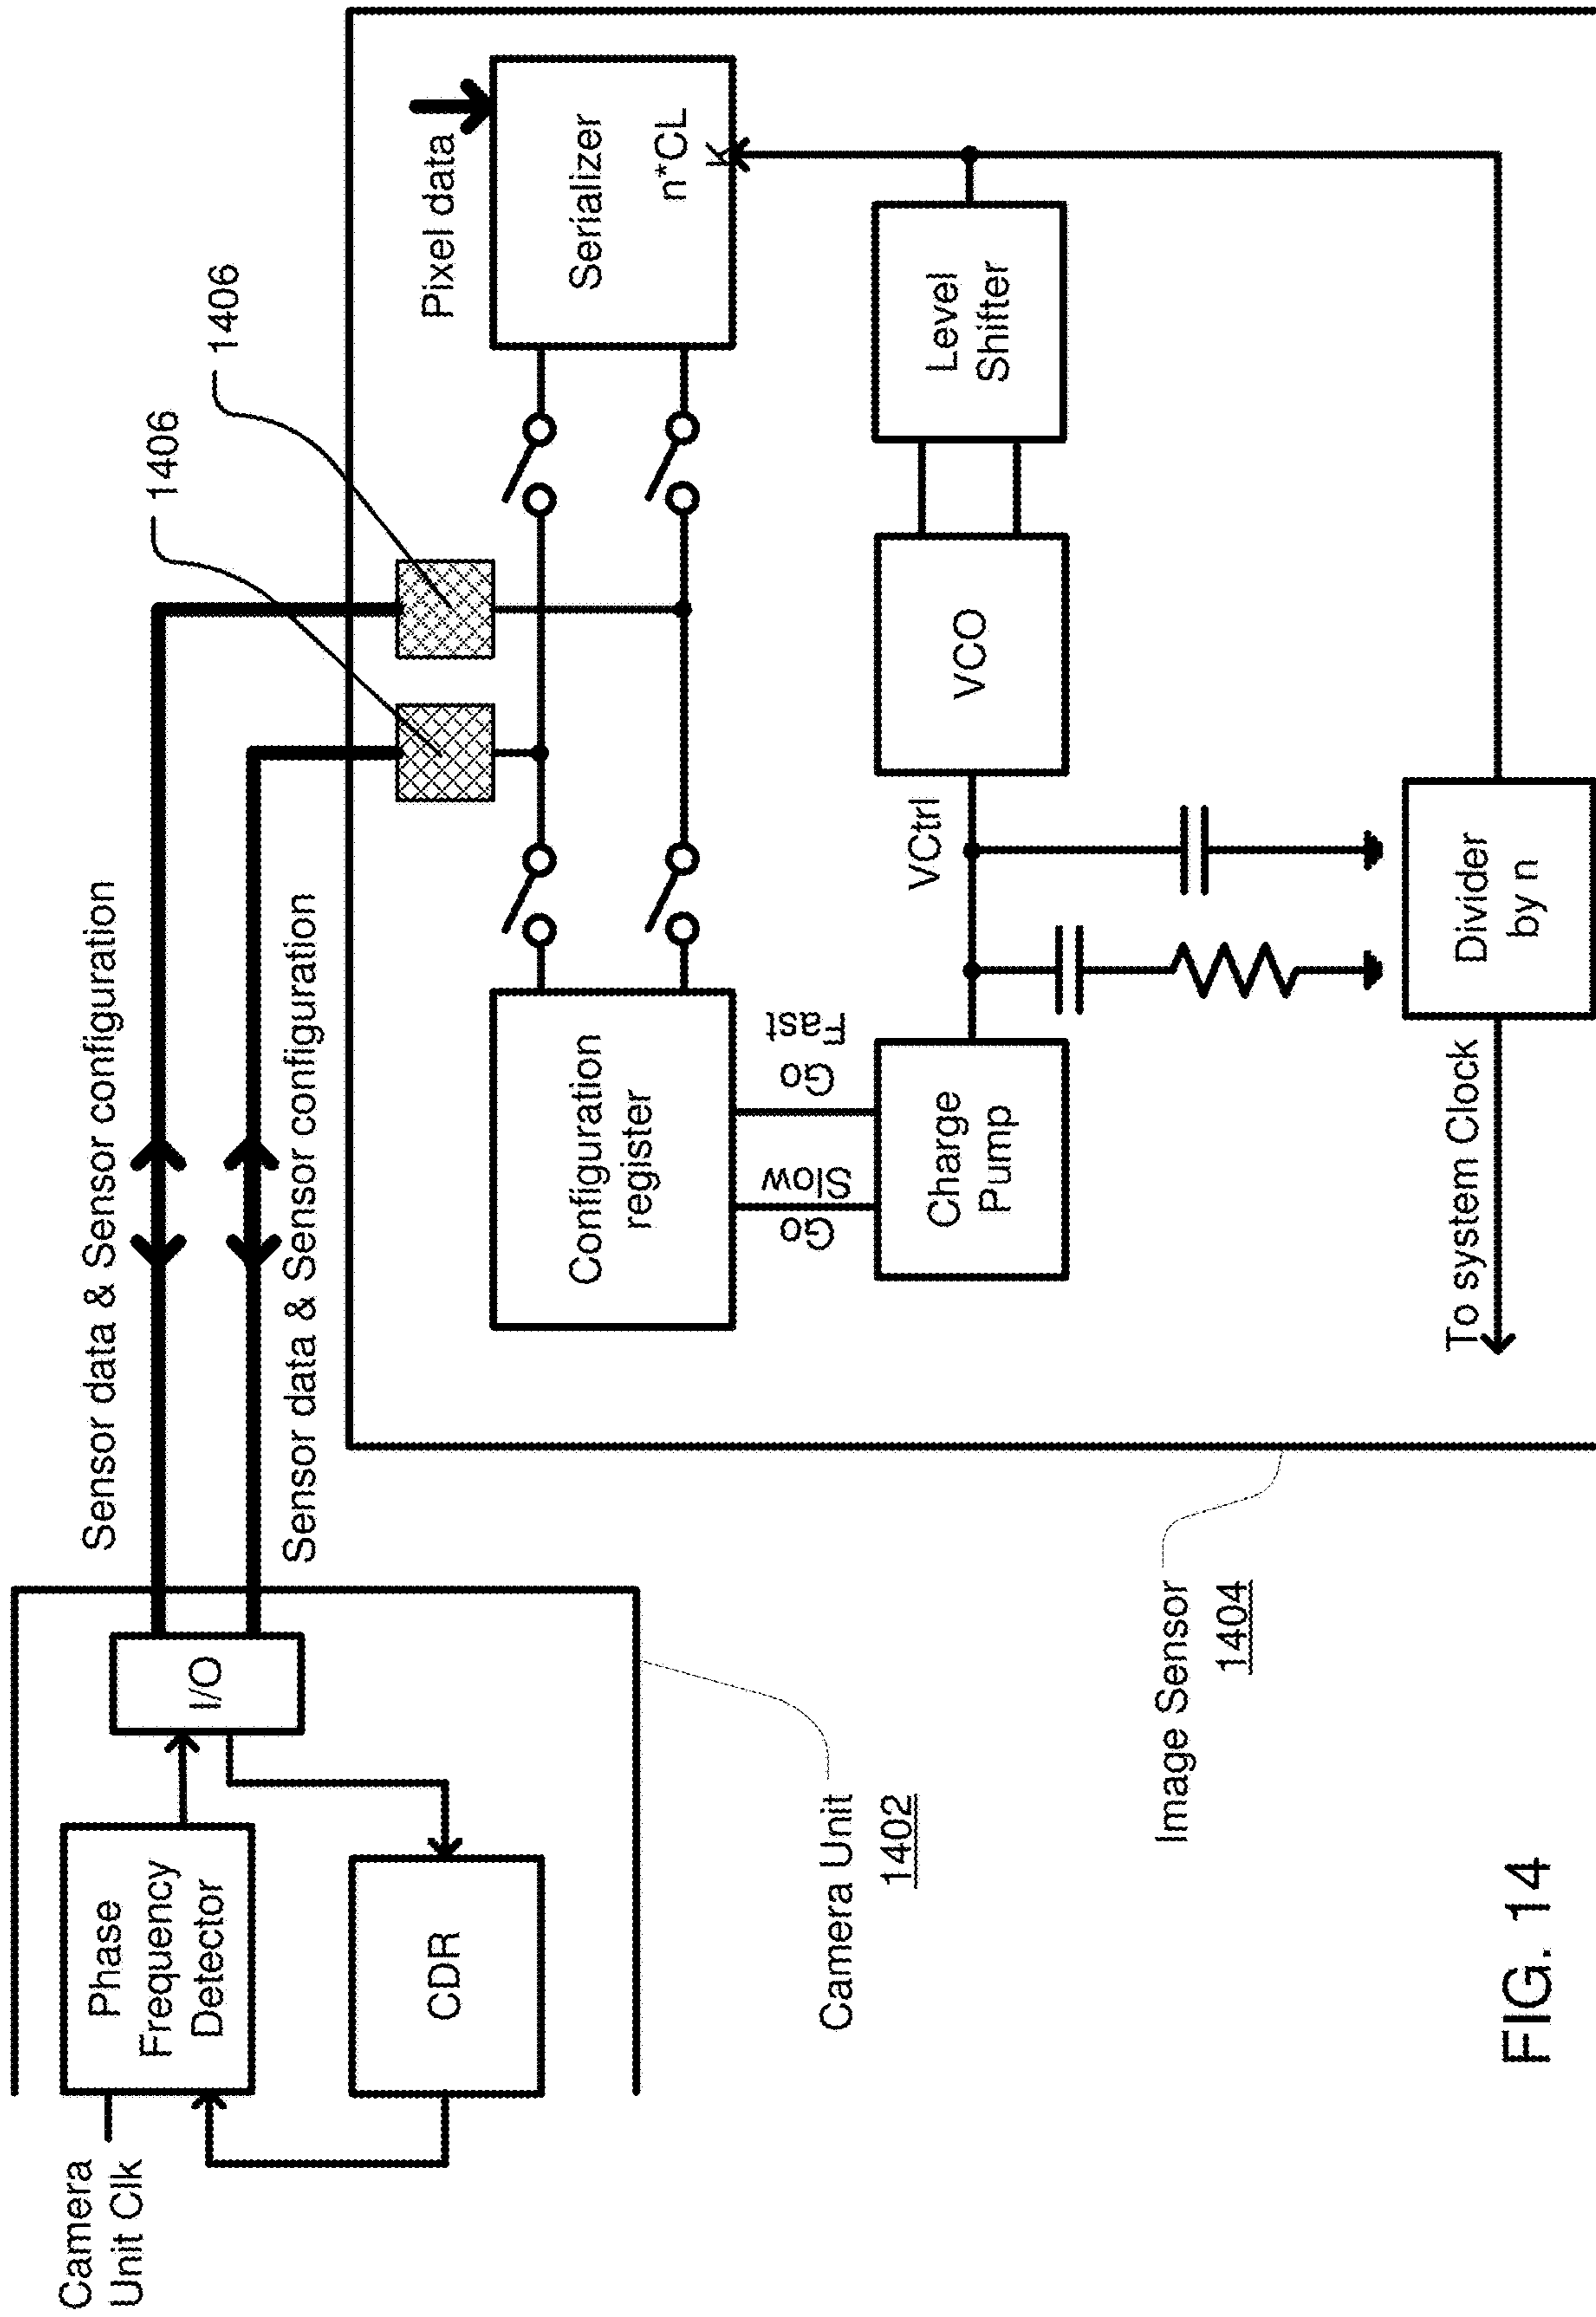 Camera
Unit Clk
Phase
Frequency
Detector
I/O
CDR
Camera Unit
1402
Sensor data & Sensor configuration
Sensor data & Sensor configuration
1406
1406
Pixel data
Serializer
n*CL
K
Configuration
register
Go
Slow
Go
Fast
Charge
Pump
VCtrl
VCO
Level
Shifter
To system Clock
Divider
by n
Image Sensor
1404
FIG. 14